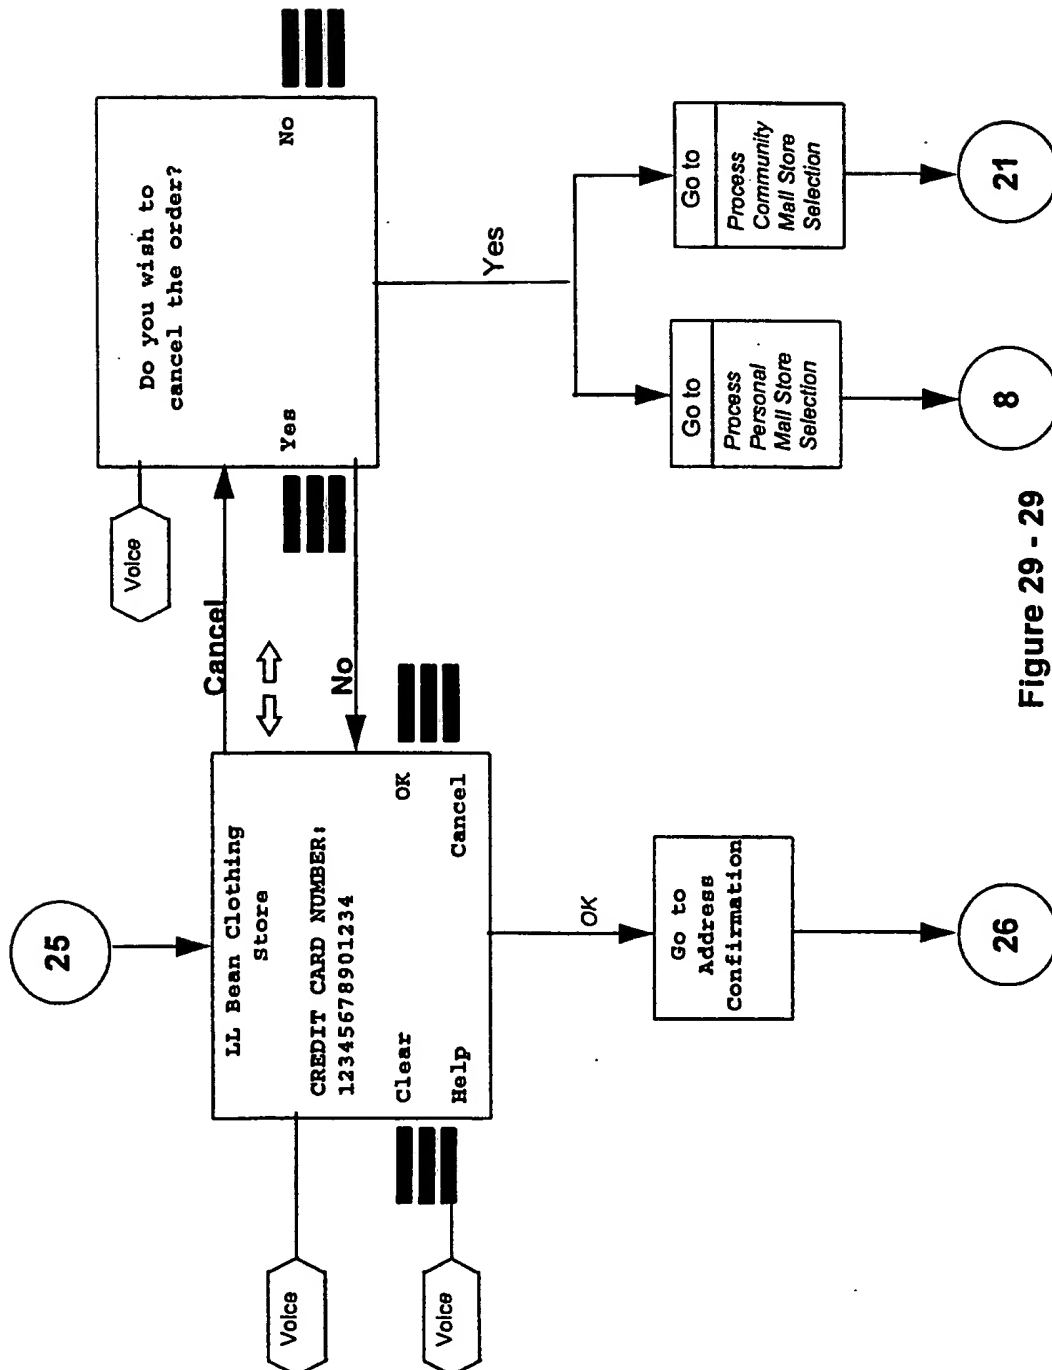 25
LL Bean Clothing
Store
CREDIT CARD NUMBER:
12345678901234
Clear OK
Help Cancel
Voice
Voice
Cancel
No
Voice
Do you wish to
cancel the order?
Yes No
OK
Go to
Address
Confirmation
26
Yes
Go to
Process
Personal
Mall Store
Selection
8
Go to
Process
Community
Mall Store
Selection
21
Figure 29 - 29